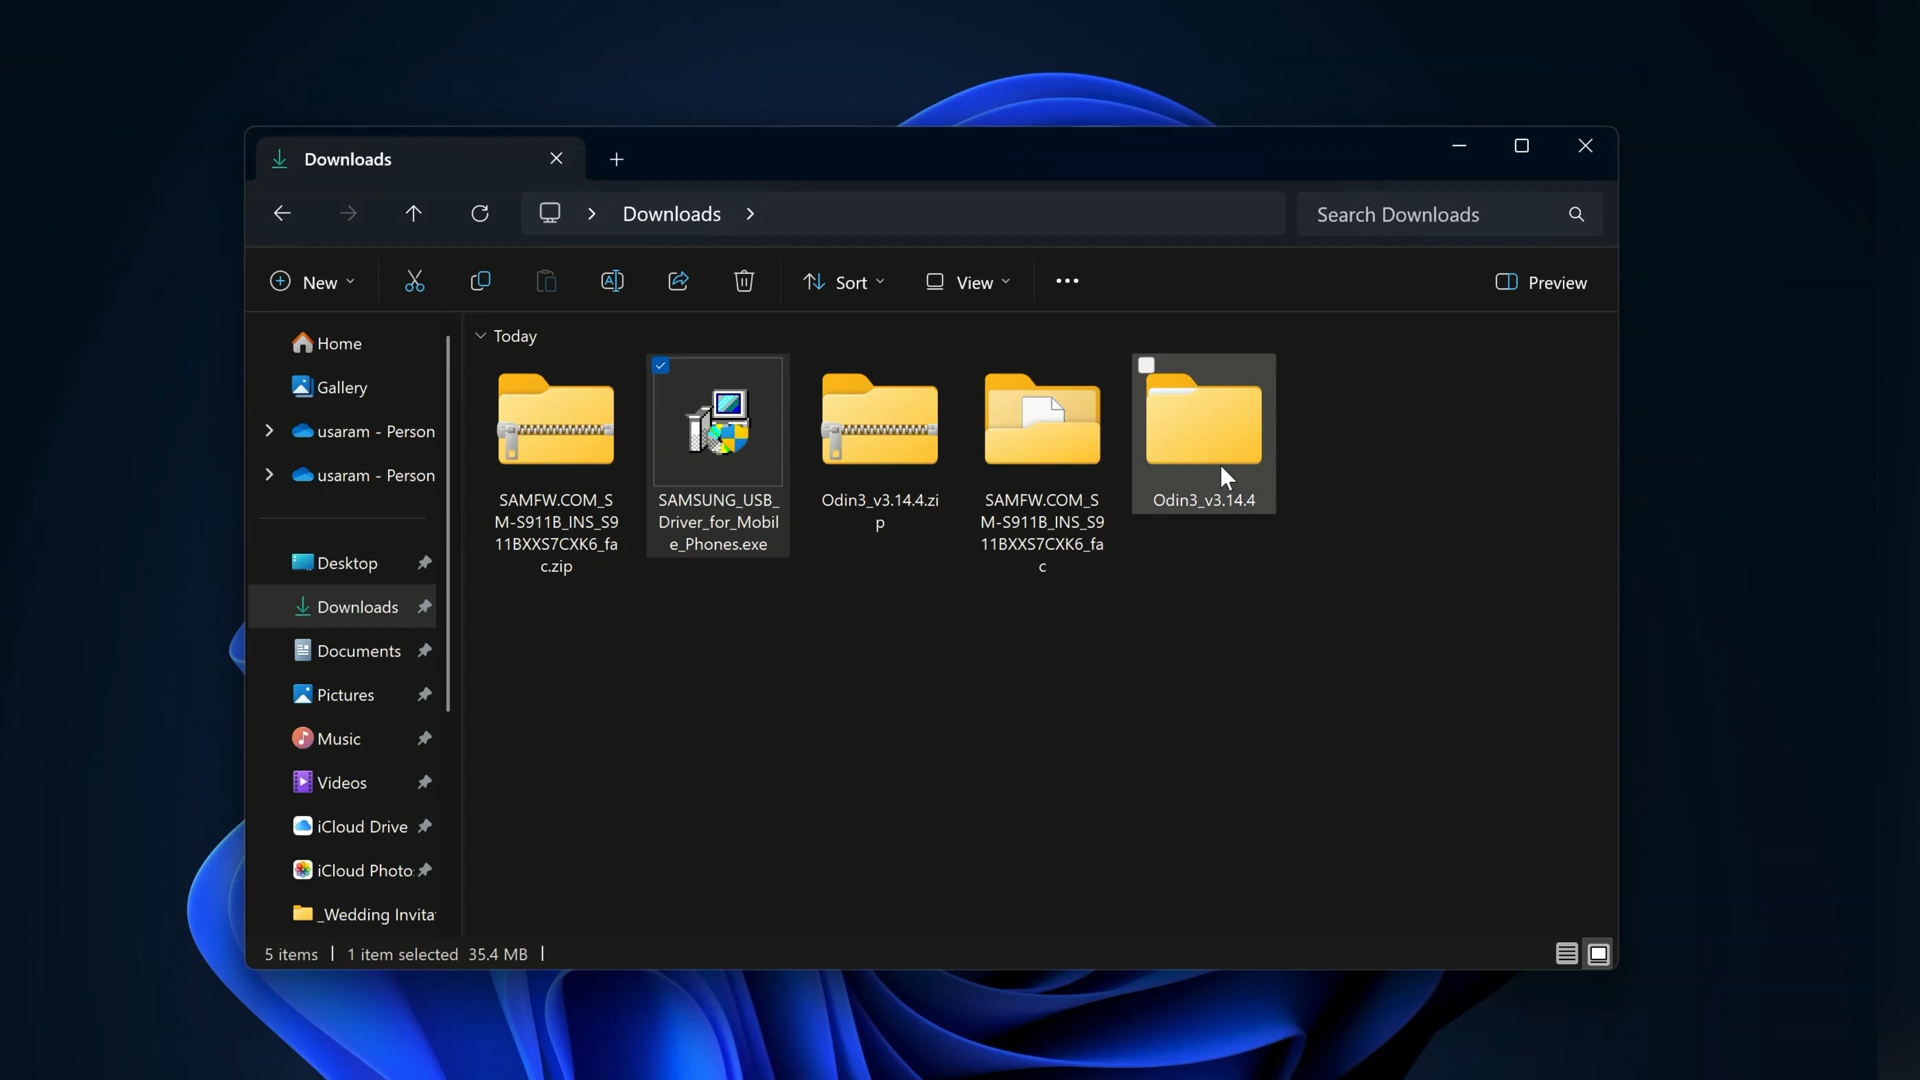 Downloads
Downloads
Search Downloads
New
Sort
View
Preview
Home
Gallery
usaram - Person
usaram - Person
Desktop
Downloads
Documents
Pictures
Music
Videos
iCloud Drive
iCloud Photo
_Wedding Invita
Today
SAMFW.COM_S
M-S911B_INS_S9
11BXXS7CXK6_fa
c.zip
SAMSUNG_USB_
Driver_for_Mobil
e_Phones.exe
Odin3_v3.14.4.zi
p
SAMFW.COM_S
M-S911B_INS_S9
11BXXS7CXK6_fa
c
Odin3_v3.14.4
5 items
1 item selected 35.4 MB